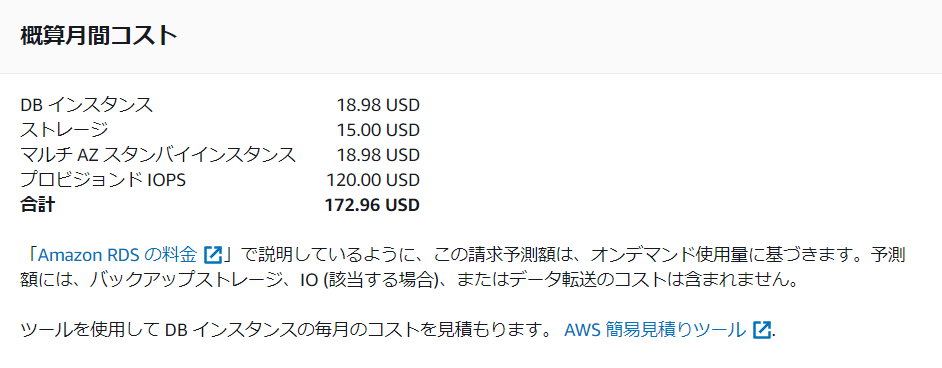 概算月間コスト
DB インスタンス 18.98 USD
ストレージ 15.00 USD
マルチ AZ スタンバイインスタンス 18.98 USD
プロビジョンド IOPS 120.00 USD
合計 172.96 USD
「Amazon RDS の料金」で説明しているように、この請求予測額は、オンデマンド使用量に基づきます。予測
額には、バックアップストレージ、IO (該当する場合)、またはデータ転送のコストは含まれません。
ツールを使用して DB インスタンスの毎月のコストを見積もります。 AWS 簡易見積りツール.